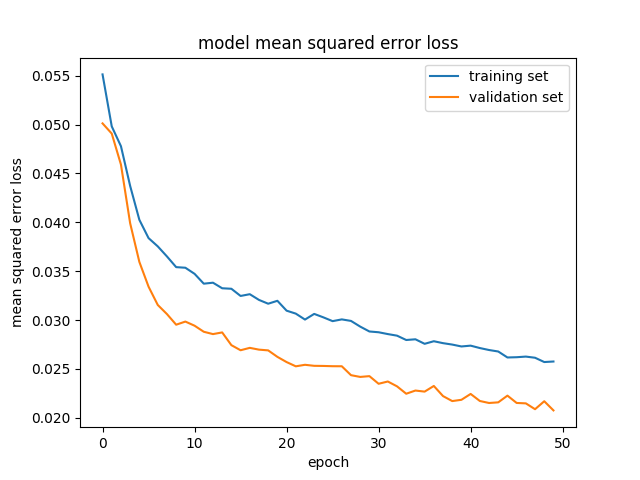 model mean squared error loss
training set
validation set
0.055
0.050
0.045
0.040
0.035
0.030
0.025
0.020
mean squared error loss
0 10 20 30 40 50
epoch